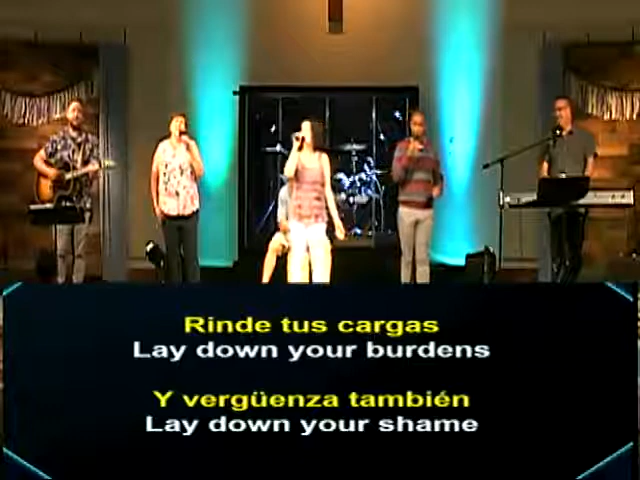 Rinde tus cargas
Lay down your burdens
Y vergüenza también
Lay down your shame